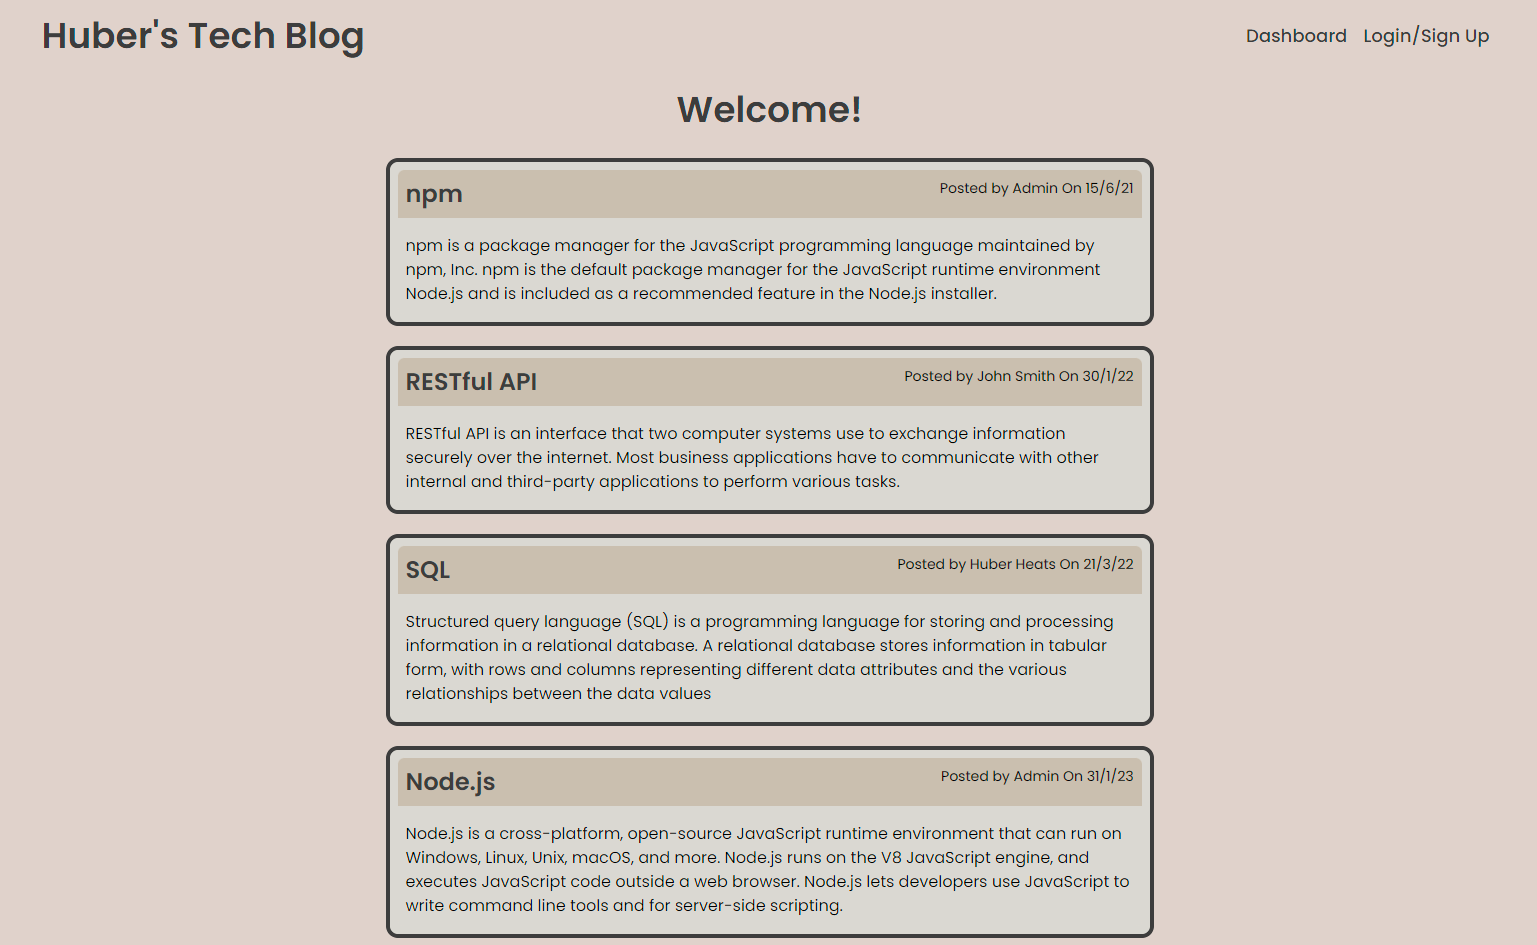 Huber's Tech Blog
Dashboard Login/Sign Up
Welcome!
npm
Posted by Admin On 15/6/21
npm is a package manager for the JavaScript programming language maintained by
npm, Inc. npm is the default package manager for the JavaScript runtime environment
Node.js and is included as a recommended feature in the Node.js installer.
RESTful API
Posted by John Smith On 30/1/22
RESTful API is an interface that two computer systems use to exchange information
securely over the internet. Most business applications have to communicate with other
internal and third-party applications to perform various tasks.
SQL
Posted by Huber Heats On 21/3/22
Structured query language (SQL) is a programming language for storing and processing
information in a relational database. A relational database stores information in tabular
form, with rows and columns representing different data attributes and the various
relationships between the data values
Node.js
Posted by Admin On 31/1/23
Node.js is a cross-platform, open-source JavaScript runtime environment that can run on
Windows, Linux, Unix, macOS, and more. Node.js runs on the V8 JavaScript engine, and
executes JavaScript code outside a web browser. Node.js lets developers use JavaScript to
write command line tools and for server-side scripting.